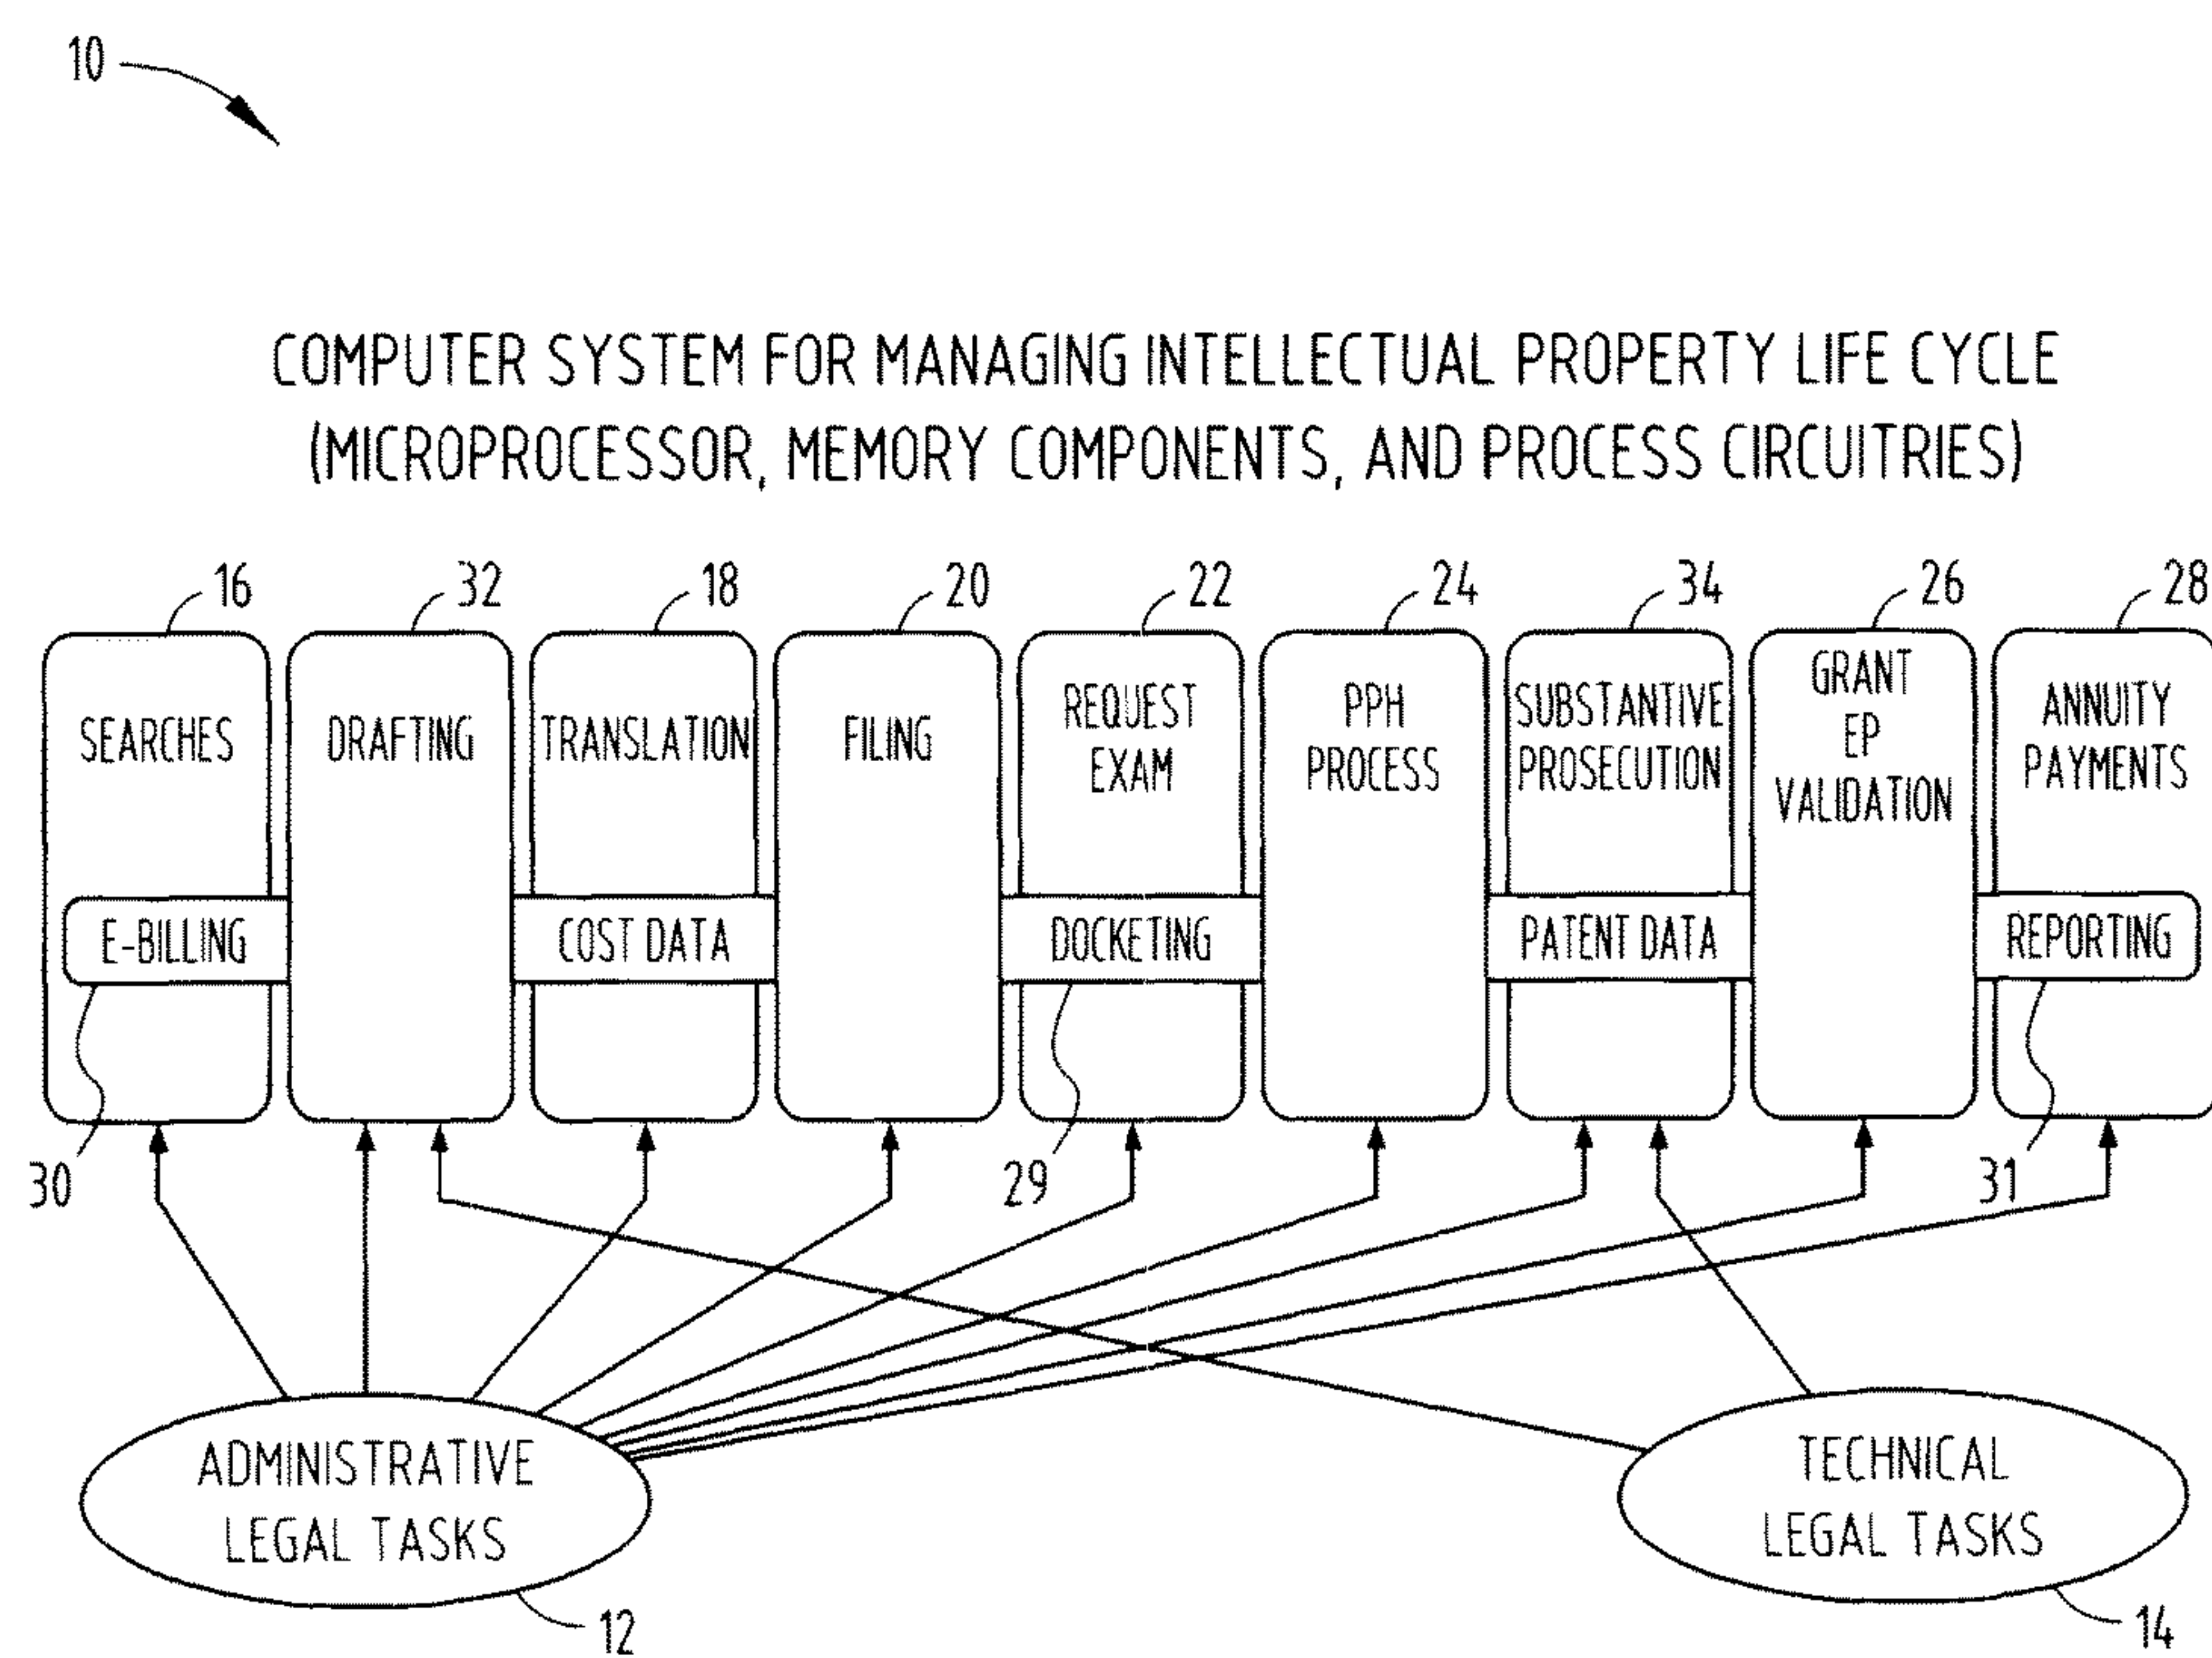 10
COMPUTER SYSTEM FOR MANAGING INTELLECTUAL PROPERTY LIFE CYCLE
(MICROPROCESSOR, MEMORY COMPONENTS, AND PROCESS CIRCUITRIES)
16
32
18
20
22
24
34
26
28
SEARCHES
DRAFTING
TRANSLATION
FILING
REQUEST
EXAM
PPH
PROCESS
SUBSTANTIVE
PROSECUTION
GRANT
EP
VALIDATION
ANNUITY
PAYMENTS
E-BILLING
COST DATA
DOCKETING
PATENT DATA
REPORTING
30
29
31
ADMINISTRATIVE
LEGAL TASKS
12
TECHNICAL
LEGAL TASKS
14